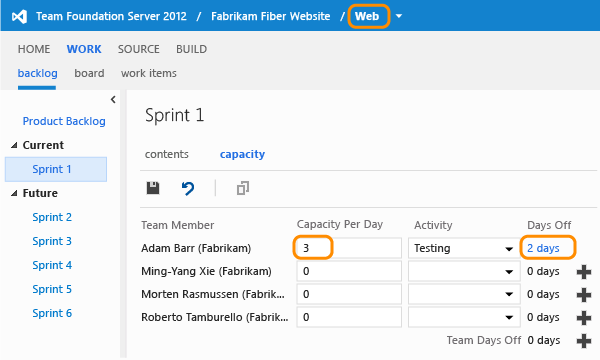 Team Foundation Server 2012 / Fabrikam Fiber Website / Web
HOME WORK SOURCE BUILD
backlog board work items
Product Backlog
Current
Sprint 1
Future
Sprint 2
Sprint 3
Sprint 4
Sprint 5
Sprint 6
Sprint 1
contents capacity
Team Member Capacity Per Day Activity Days Off
Adam Barr (Fabrikam) 3 Testing 2 days
Ming-Yang Xie (Fabrikam) 0 0 days
Morten Rasmussen (Fabrik... 0 0 days
Roberto Tamburello (Fabrik... 0 0 days
Team Days Off 0 days